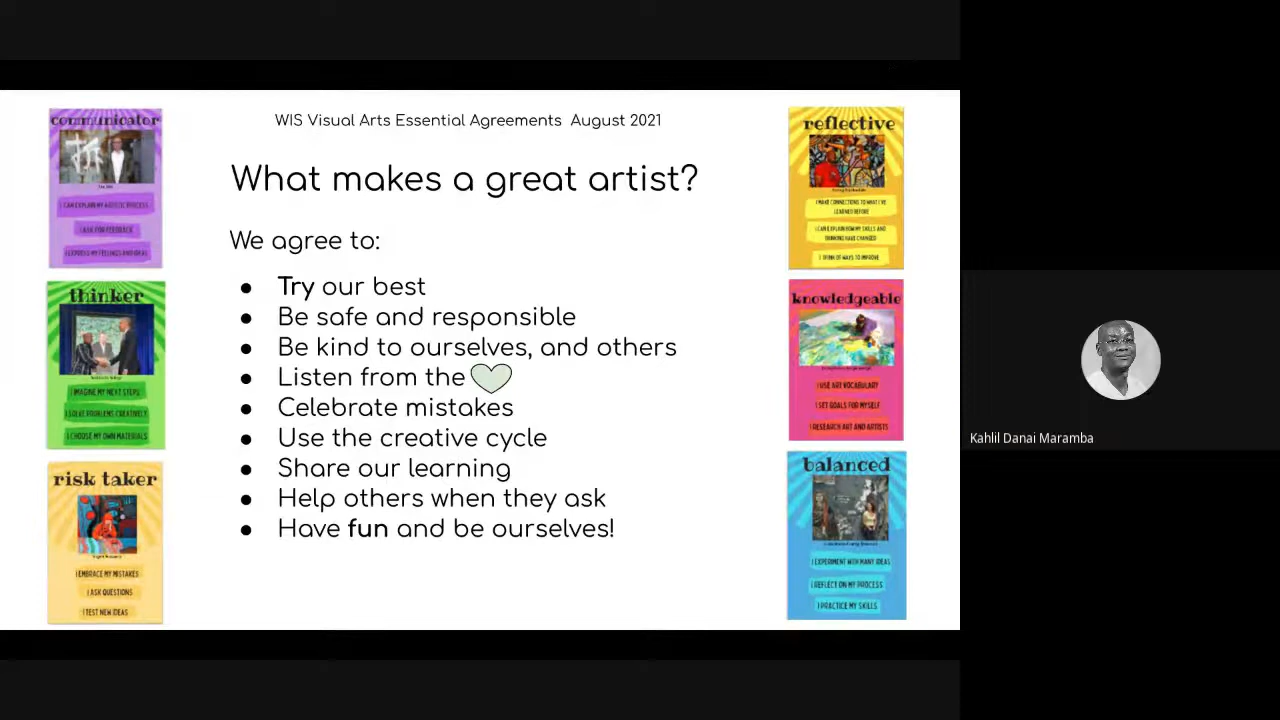 WIS Visual Arts Essential Agreements August 2021
What makes a great artist?
We agree to:
● Try our best
● Be safe and responsible
● Be kind to ourselves, and others
● Listen from the
● Celebrate mistakes
● Use the creative cycle
● Share our learning
● Help others when they ask
● Have fun and be ourselves!
communicator
I CAN EXPLAIN MY ARTISTIC PROCESS
I ASK FOR FEEDBACK
I EXPRESS MY FEELINGS AND IDEAS
thinker
I IMAGINE MY NEXT STEPS
I SOLVE PROBLEMS CREATIVELY
I CHOOSE MY OWN MATERIALS
risk taker
I EMBRACE MY MISTAKES
I ASK QUESTIONS
I TEST NEW IDEAS
reflective
I MAKE CONNECTIONS TO WHAT I'VE
LEARNED BEFORE
I CAN EXPLAIN HOW MY SKILLS AND
THINKING HAVE CHANGED
I THINK OF WAYS TO IMPROVE
knowledgeable
I USE ART VOCABULARY
I SET GOALS FOR MYSELF
I RESEARCH ART AND ARTISTS
balanced
I EXPERIMENT WITH MANY IDEAS
I REFLECT ON MY PROCESS
I PRACTICE MY SKILLS
Kahlil Danai Maramba